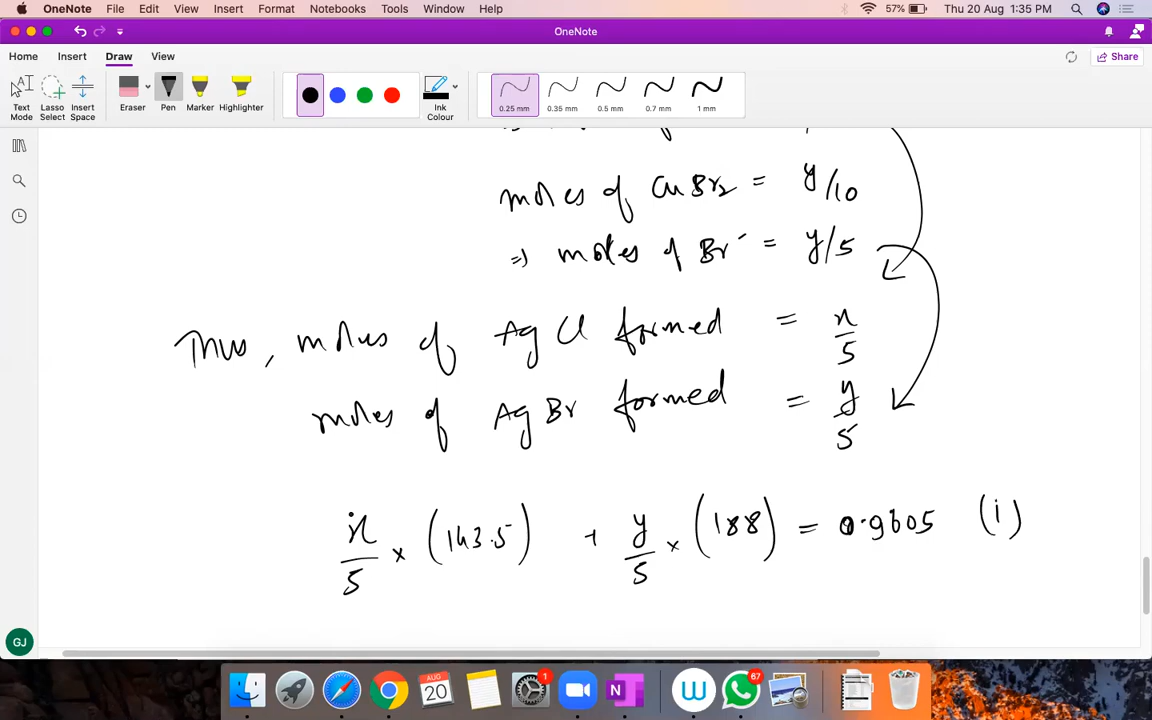 OneNote File Edit View Insert Format Notebooks Tools Window Help 57% Thu 20 Aug 1:35 PM
OneNote
Home Insert Draw View Share
Text Mode Lasso Select Insert Space Eraser Pen Marker Highlighter Ink Colour 0.25 mm 0.35 mm 0.5 mm 0.7 mm 1 mm
moles of CuBr2 = y/10
=> moles of Br- = y/5
Thus, moles of AgCl formed = x/5
moles of AgBr formed = y/5
x/5 × (143.5) + y/5 × (188) = 0.9605 (i)
GJ
AUG 20 1 N W 67